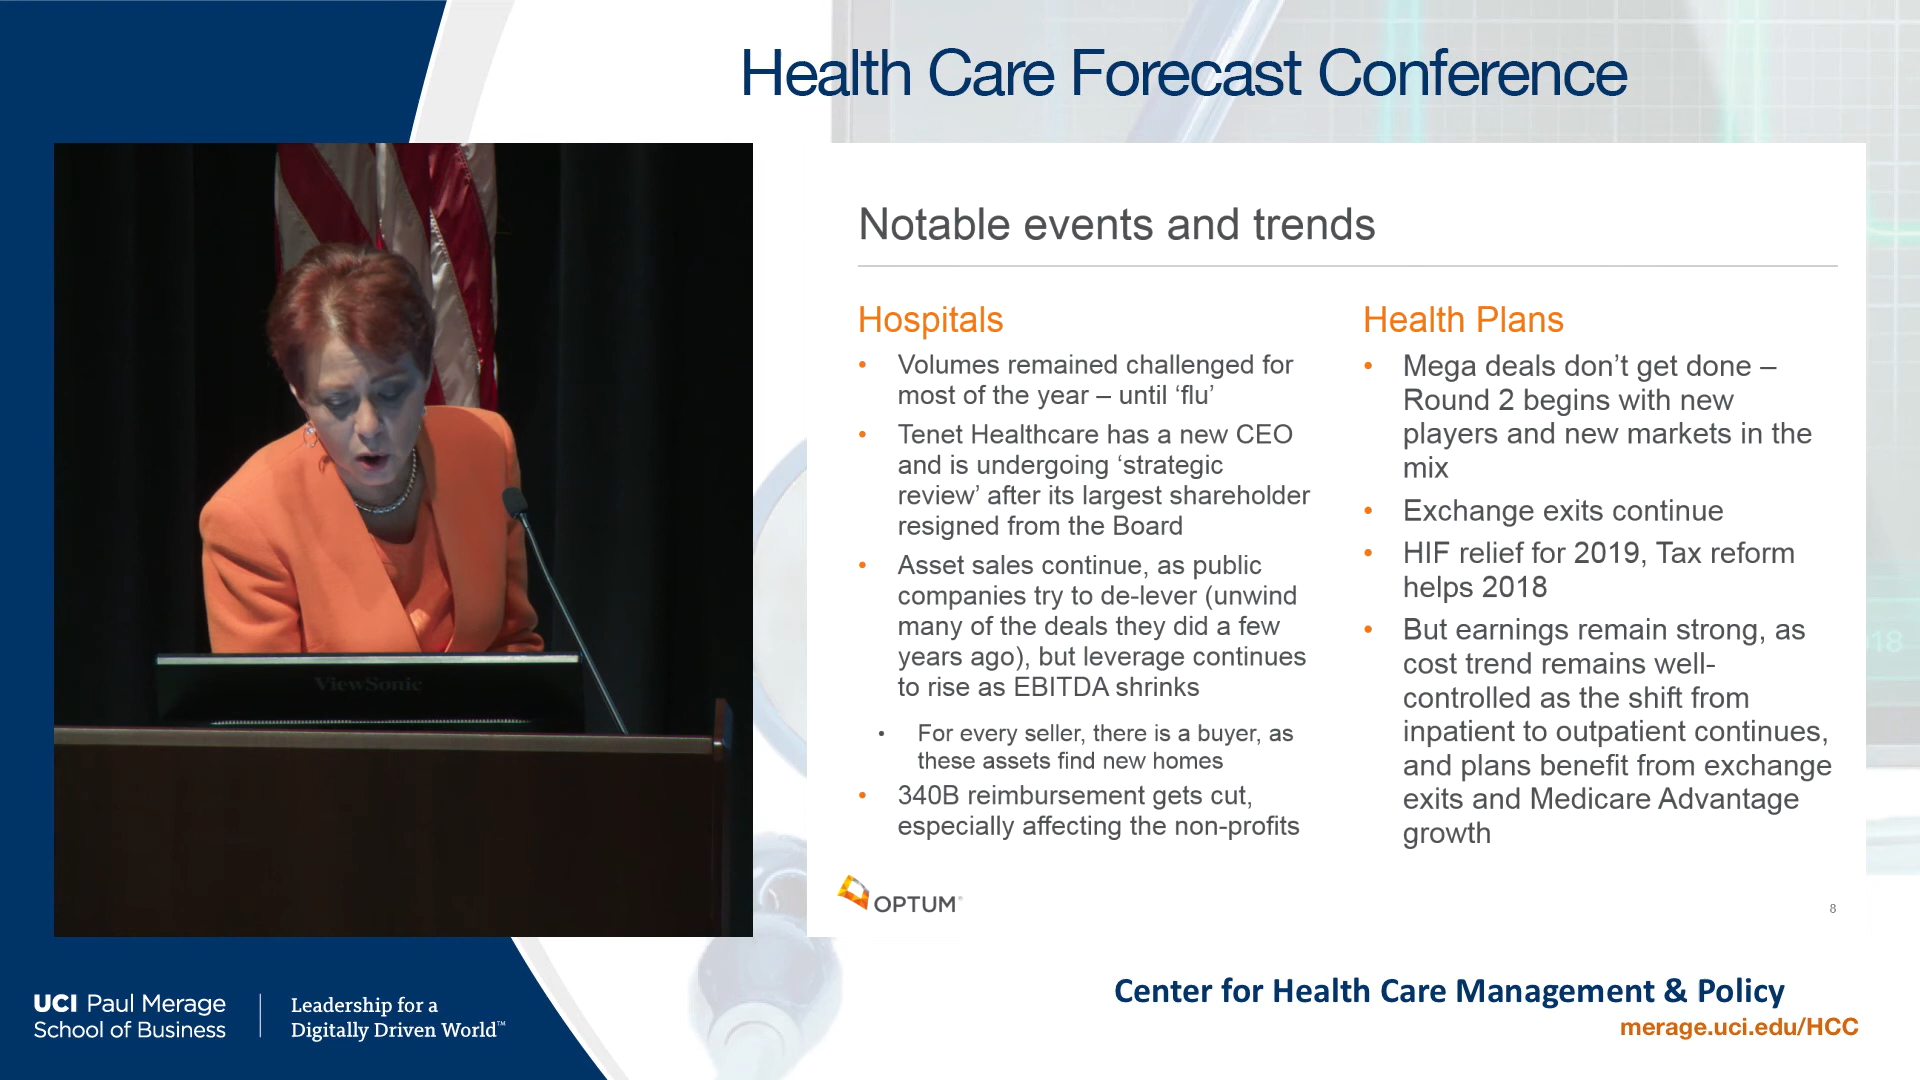 Health Care Forecast Conference
Notable events and trends
Hospitals
• Volumes remained challenged for
most of the year – until ‘flu’
• Tenet Healthcare has a new CEO
and is undergoing ‘strategic
review’ after its largest shareholder
resigned from the Board
• Asset sales continue, as public
companies try to de-lever (unwind
many of the deals they did a few
years ago), but leverage continues
to rise as EBITDA shrinks
• For every seller, there is a buyer, as
these assets find new homes
• 340B reimbursement gets cut,
especially affecting the non-profits
Health Plans
• Mega deals don’t get done –
Round 2 begins with new
players and new markets in the
mix
• Exchange exits continue
• HIF relief for 2019, Tax reform
helps 2018
• But earnings remain strong, as
cost trend remains well-
controlled as the shift from
inpatient to outpatient continues,
and plans benefit from exchange
exits and Medicare Advantage
growth
OPTUM®
8
ViewSonic
18
UCI Paul Merage
School of Business
Leadership for a
Digitally Driven World™
Center for Health Care Management & Policy
merage.uci.edu/HCC